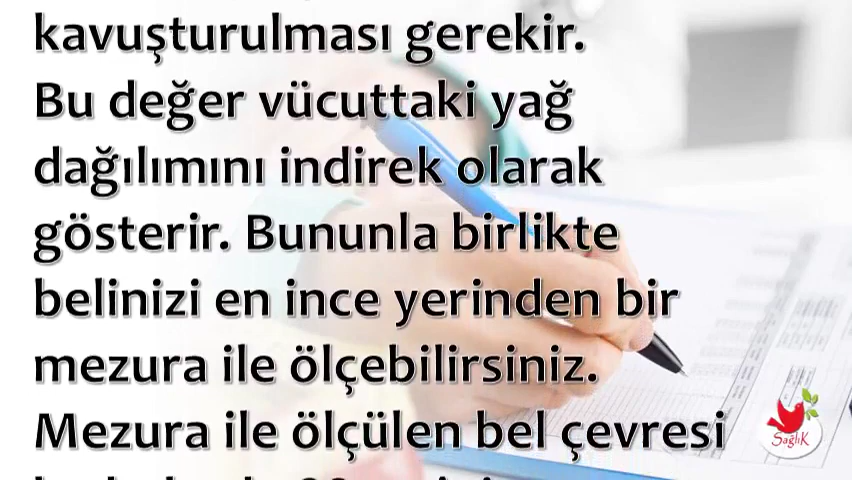 kavuşturulması gerekir.
Bu değer vücuttaki yağ
dağılımını indirek olarak
gösterir. Bununla birlikte
belinizi en ince yerinden bir
mezura ile ölçebilirsiniz.
Mezura ile ölçülen bel çevresi
Sağlık